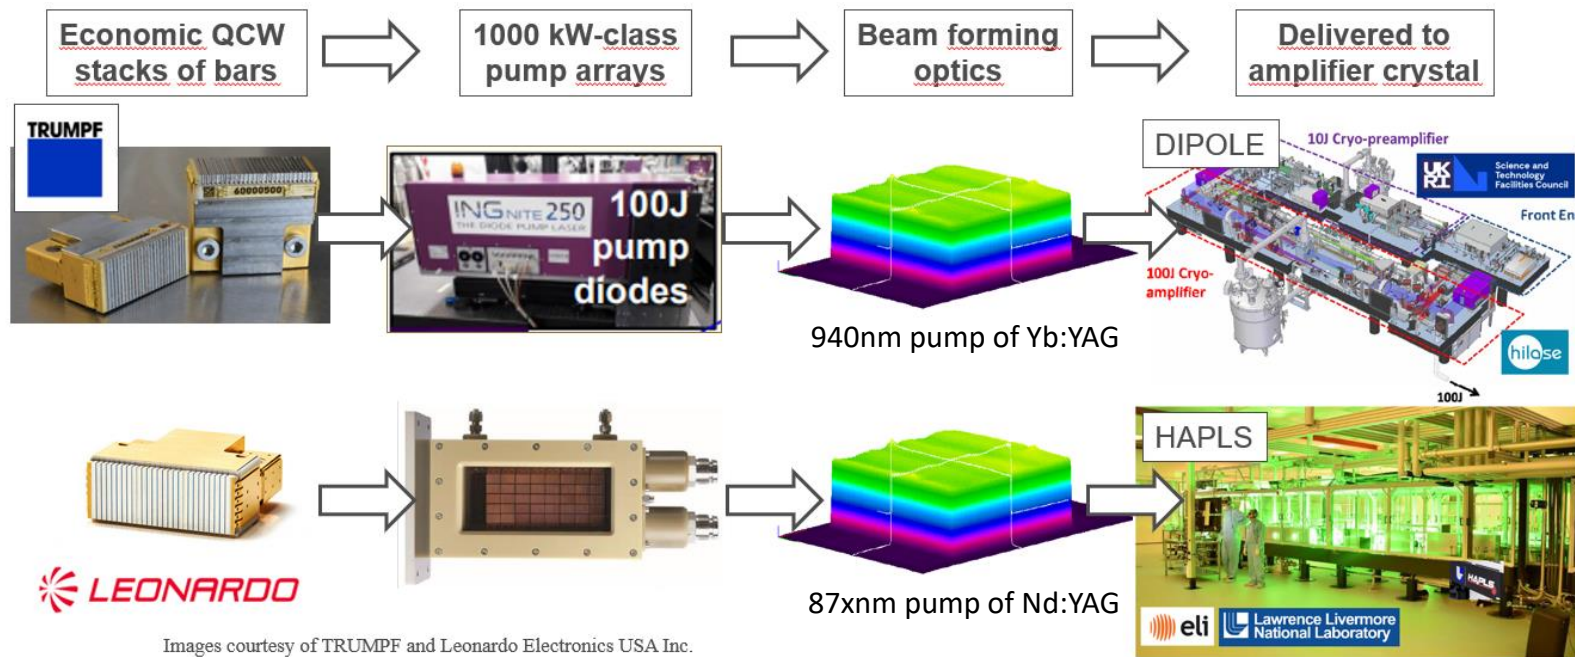 Economic QCW
stacks of bars
1000 kW-class
pump arrays
Beam forming
optics
Delivered to
amplifier crystal
TRUMPF
60000500
INGNITE 250
THE DIODE PUMP LASER
100J
pump
diodes
940nm pump of Yb:YAG
DIPOLE
10J Cryo-preamplifier
UK
RI
Science and
Technology
Facilities Council
Front En
100J Cryo-
amplifier
hilase
100J
LEONARDO
87xnm pump of Nd:YAG
HAPLS
HAPLS
eli
Lawrence Livermore
National Laboratory
Images courtesy of TRUMPF and Leonardo Electronics USA Inc.